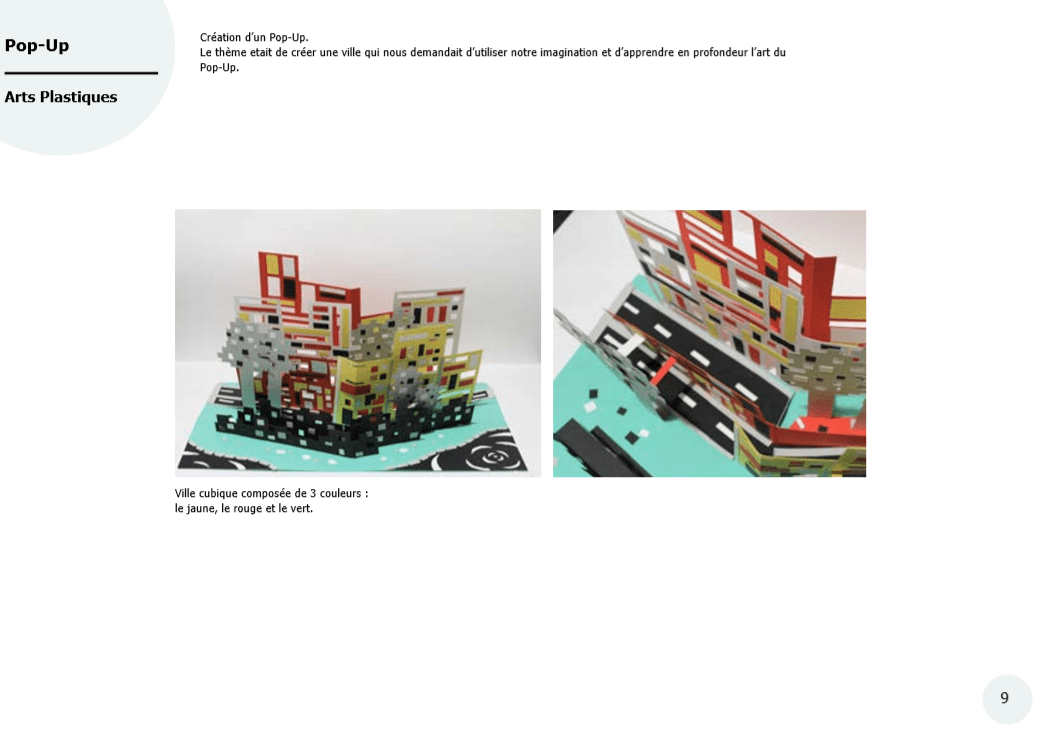 Pop-Up
Arts Plastiques
Création d'un Pop-Up.
Le thème etait de créer une ville qui nous demandait d'utiliser notre imagination et d'apprendre en profondeur l'art du
Pop-Up.
Ville cubique composée de 3 couleurs :
le jaune, le rouge et le vert.
9